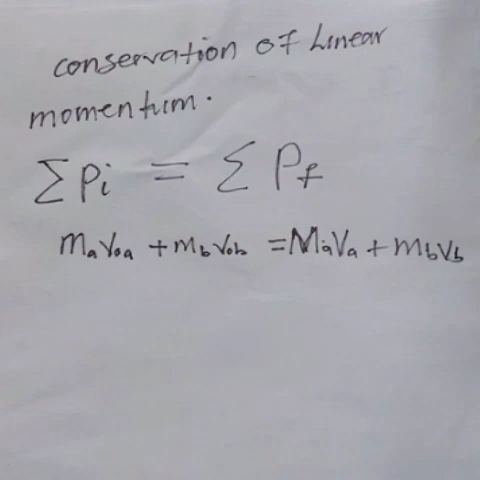 conservation of Linear
momentum.
∑Pi = ∑Pf
maVoa + mbVob = MaVa + mbVb